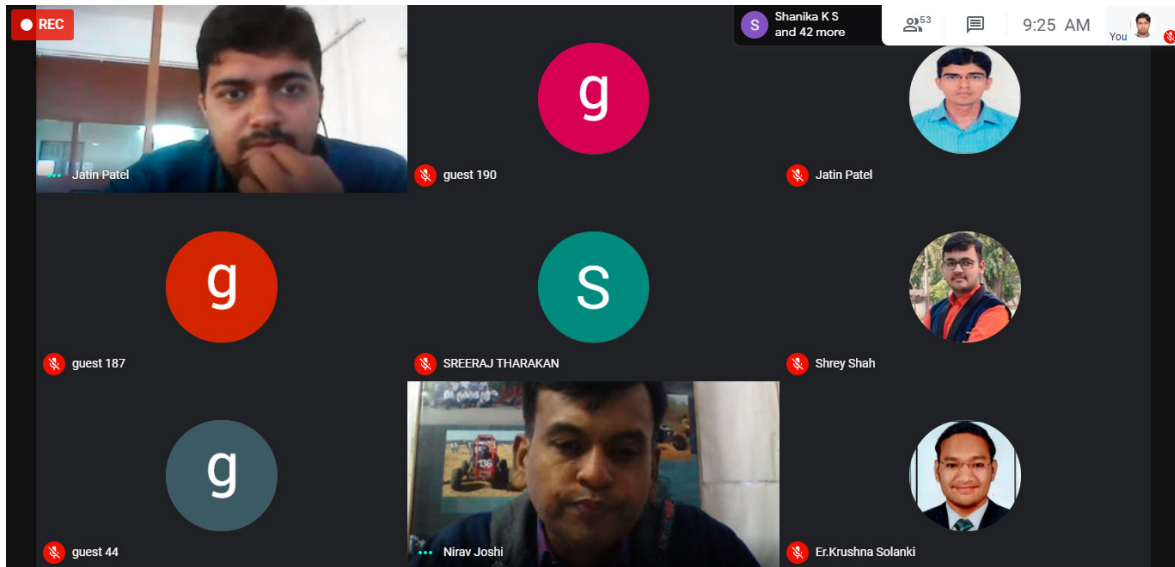 REC
Shanika K S
and 42 more
S
53
9:25 AM
You
Jatin Patel
g
guest 190
Jatin Patel
g
guest 187
S
SREERAJ THARAKAN
Shrey Shah
g
guest 44
136
Nirav Joshi
Er.Krushna Solanki